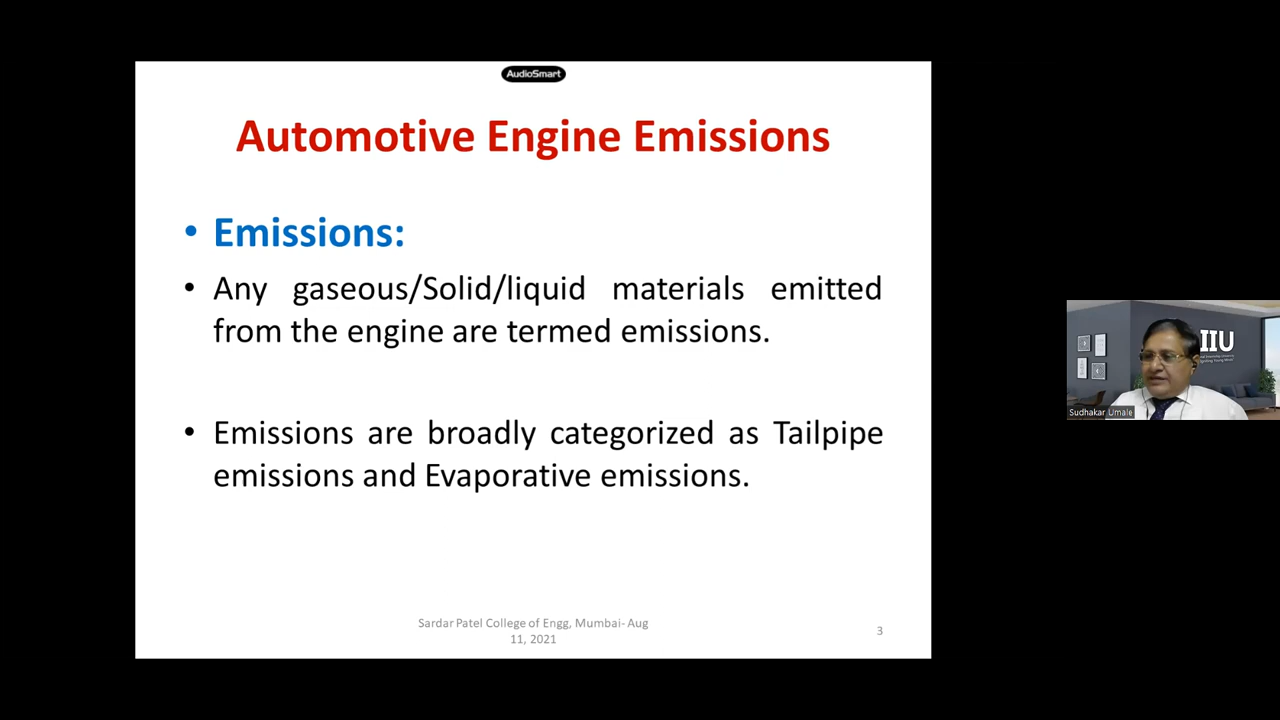 AudioSmart
Automotive Engine Emissions
• Emissions:
• Any gaseous/Solid/liquid materials emitted
from the engine are termed emissions.
• Emissions are broadly categorized as Tailpipe
emissions and Evaporative emissions.
Sardar Patel College of Engg, Mumbai- Aug
11, 2021
3
IIU
Sudhakar Umale